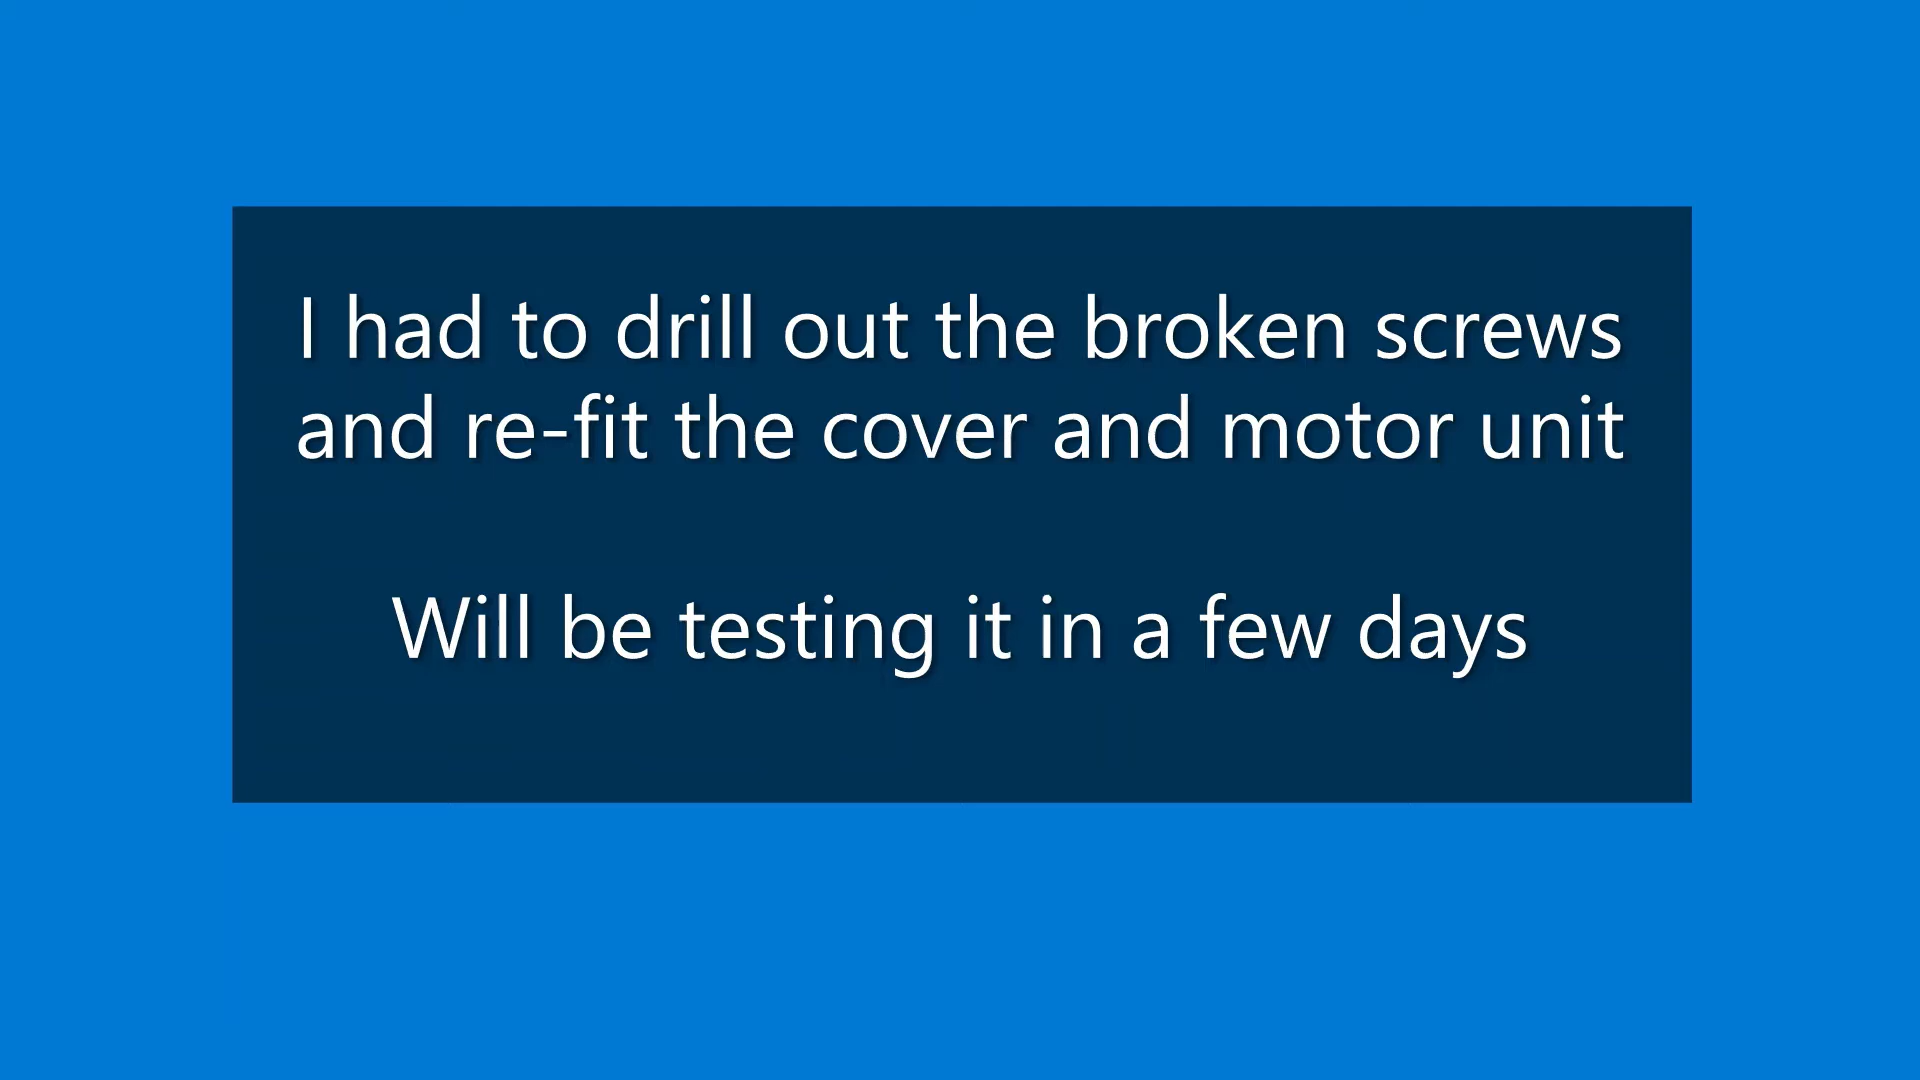 I had to drill out the broken screws
and re-fit the cover and motor unit
Will be testing it in a few days